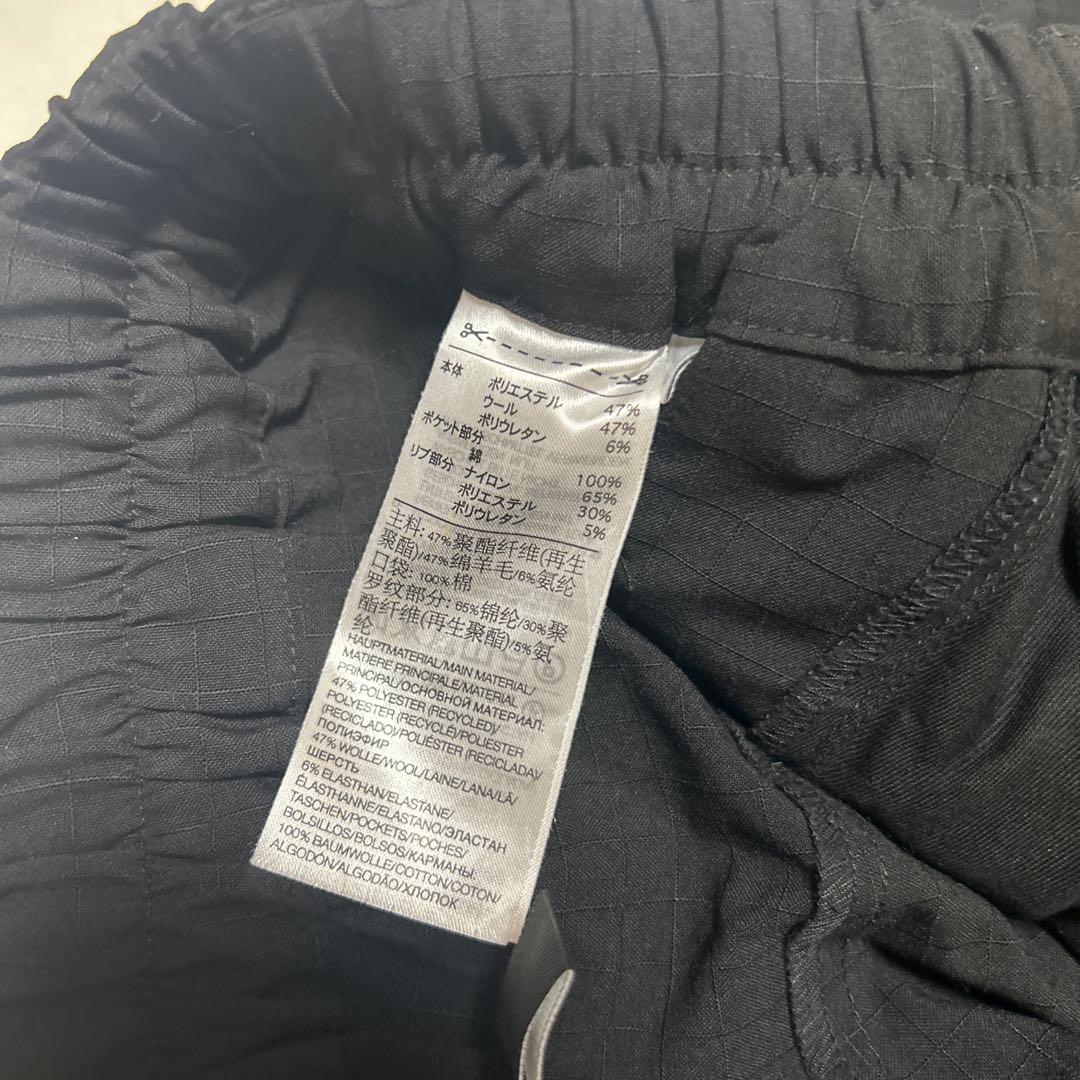 本体 ポリエステル 47%
ウール 47%
ポリウレタン 6%
ポケット部分
綿 100%
リブ部分 ナイロン 65%
ポリエステル 30%
ポリウレタン 5%
主料: 47%聚酯纤维(再生
聚酯)/47%绵羊毛/6%氨纶
口袋: 100%棉
罗纹部分: 65%锦纶/30%聚
酯纤维(再生聚酯)/5%氨
纶
HAUPTMATERIAL/MAIN MATERIAL/
MATIERE PRINCIPALE/MATERIAL
PRINCIPAL/ОСНОВНОЙ МАТЕРИАЛ:
47% POLYESTER (RECYCLED)/
POLYESTER (RECYCLÉ)/POLIESTER
(RECICLADO)/POLIÉSTER (RECICLADA)/
ПОЛИЭФИР
47% WOLLE/WOOL/LAINE/LANA/LÃ/
ШЕРСТЬ
6% ELASTHAN/ELASTANE/
ÉLASTHANNE/ELASTANO/ЭЛАСТАН
TASCHEN/POCKETS/POCHES/
BOLSILLOS/BOLSOS/КАРМАНЫ:
100% BAUMWOLLE/COTTON/COTON/
ALGODÓN/ALGODÃO/ХЛОПОК